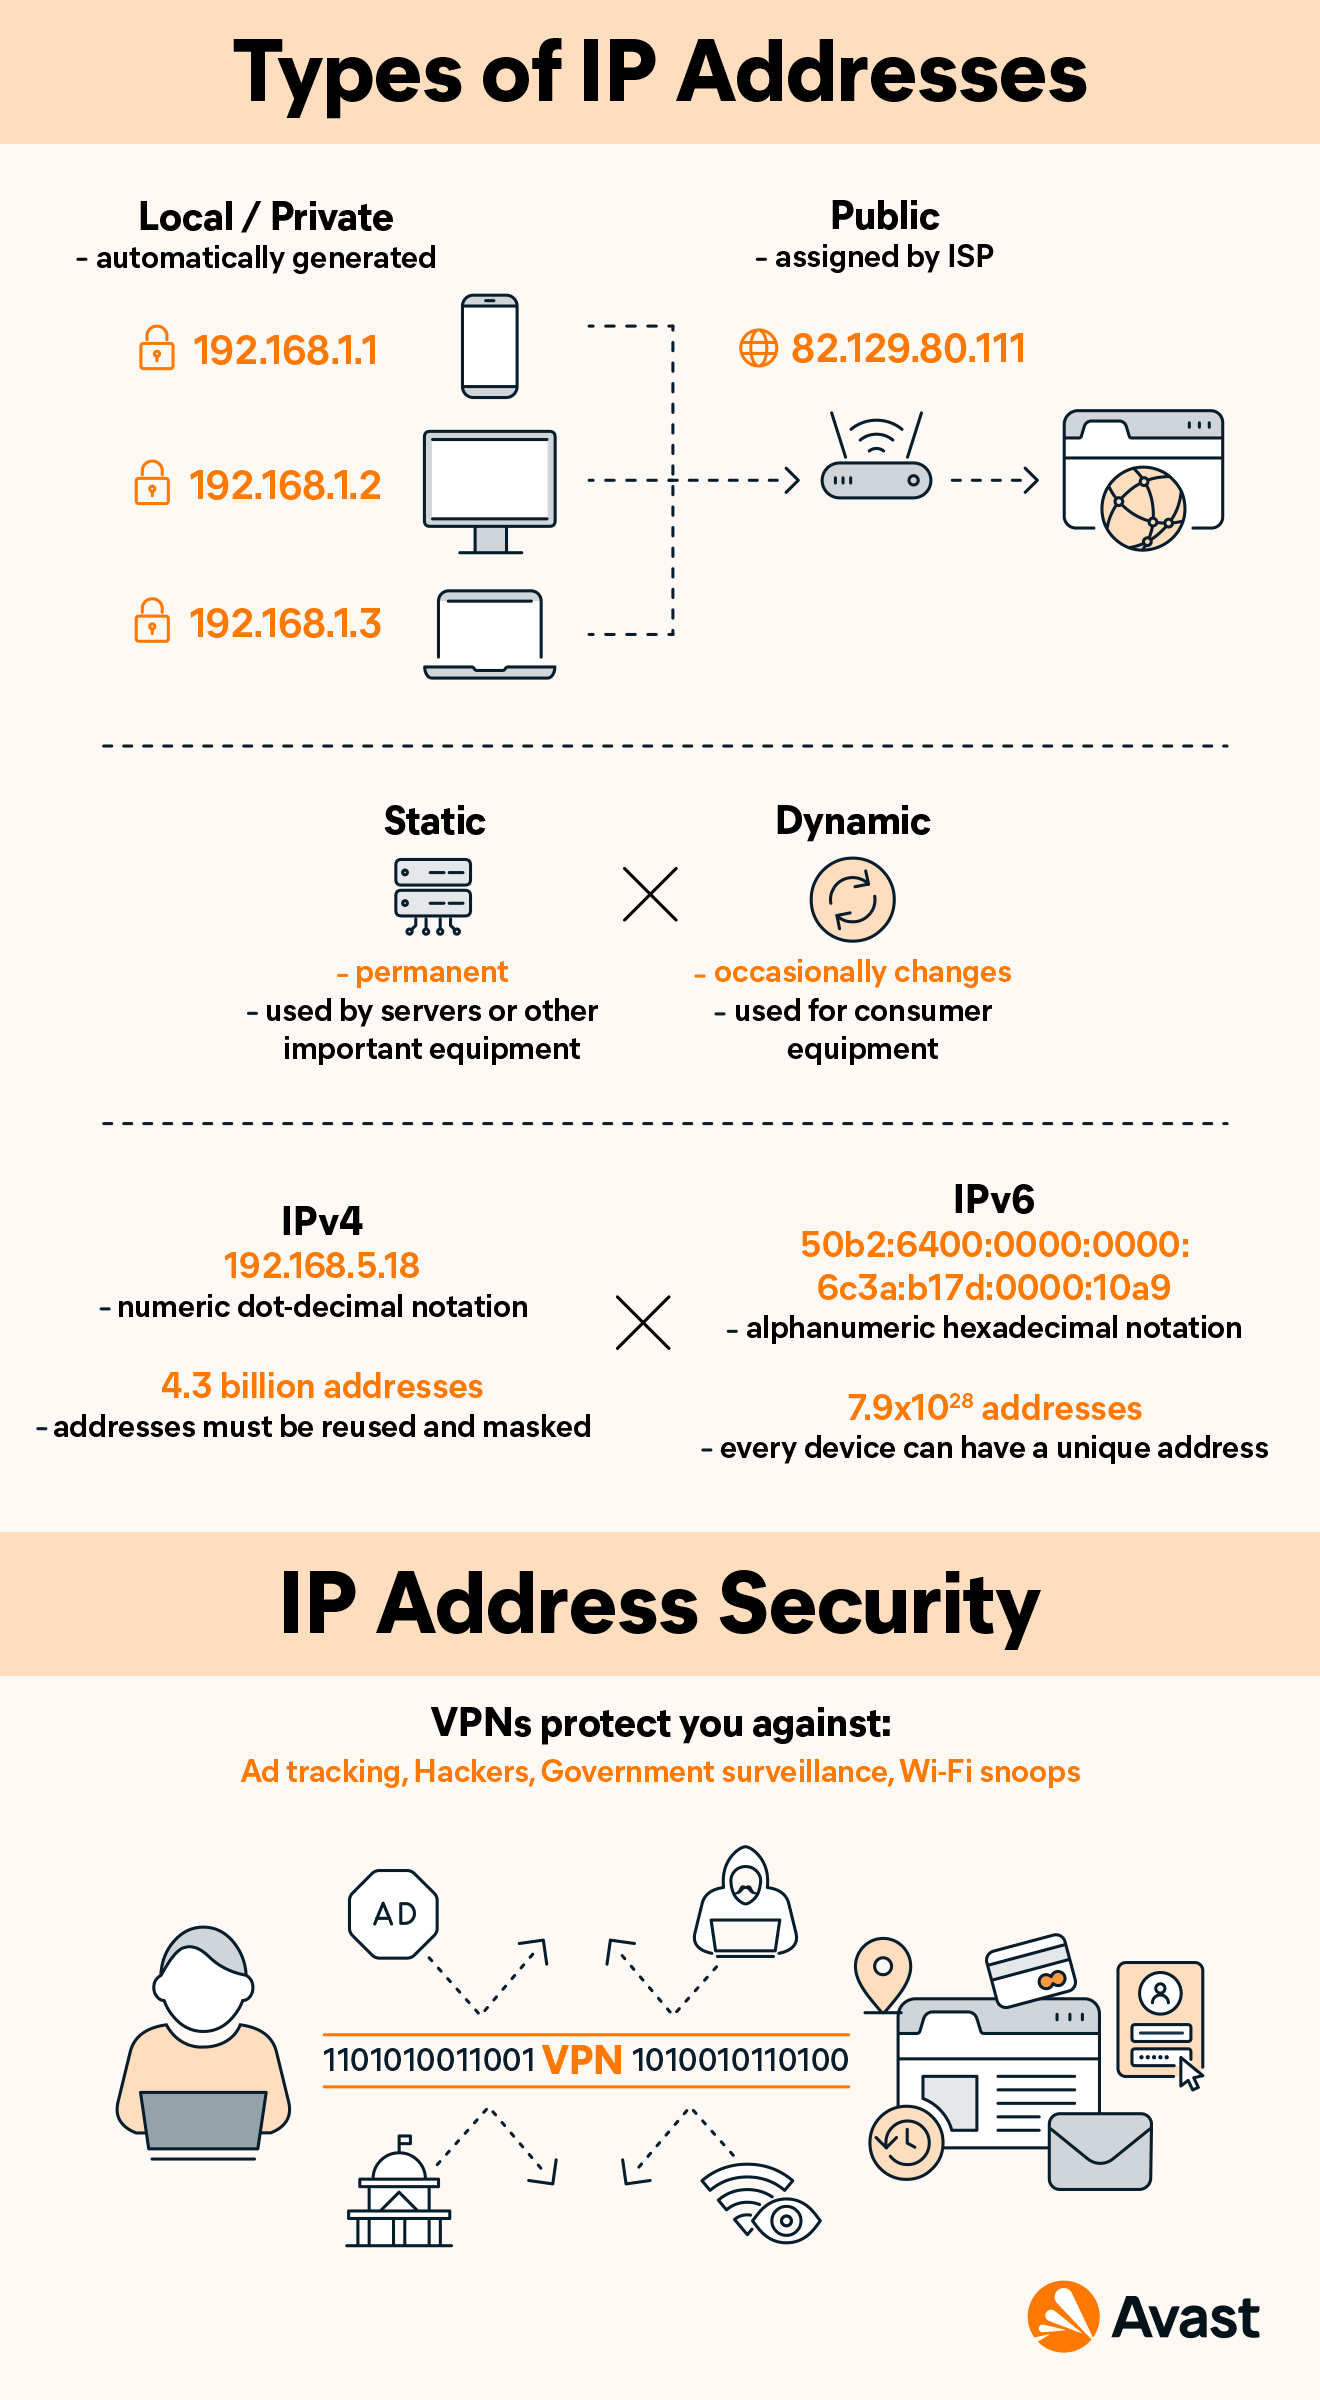 Types of IP Addresses
Local / Private
- automatically generated
192.168.1.1
192.168.1.2
192.168.1.3
Public
- assigned by ISP
82.129.80.111
Static
- permanent
- used by servers or other
important equipment
Dynamic
- occasionally changes
- used for consumer
equipment
IPv4
192.168.5.18
- numeric dot-decimal notation
4.3 billion addresses
- addresses must be reused and masked
IPv6
50b2:6400:0000:0000:
6c3a:b17d:0000:10a9
- alphanumeric hexadecimal notation
7.9x10²⁸ addresses
- every device can have a unique address
IP Address Security
VPNs protect you against:
Ad tracking, Hackers, Government surveillance, Wi-Fi snoops
AD
1101010011001 VPN 1010010110100
Avast